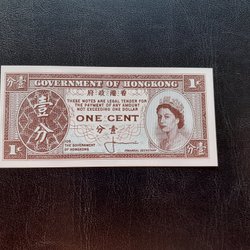 壹分 GOVERNMENT OF HONGKONG 1¢
府政港香
THESE NOTES ARE LEGAL TENDER FOR
THE PAYMENT OF ANY AMOUNT
NOT EXCEEDING ONE DOLLAR
壹分
ONE CENT
壹分
FOR
THE GOVERNMENT
OF HONGKONG
FINANCIAL SECRETARY
1¢ 壹分